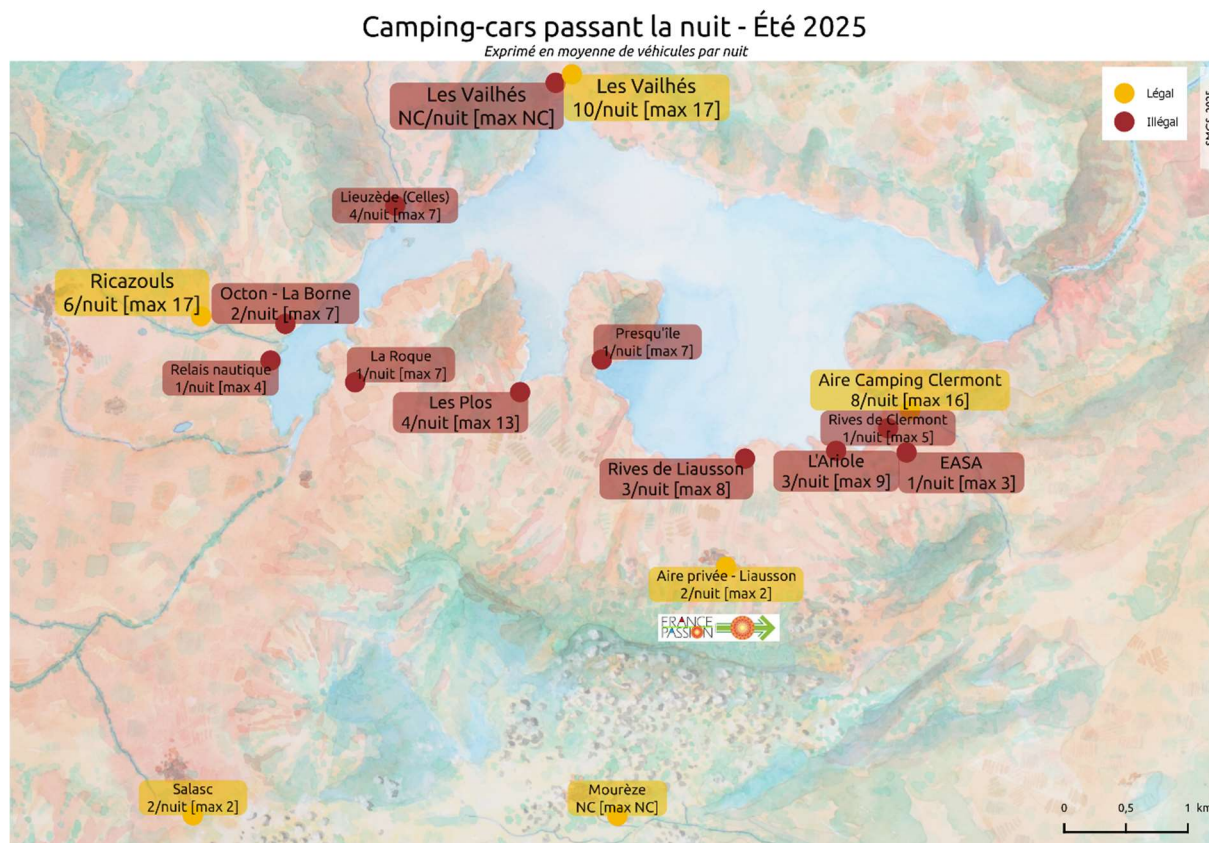 Camping-cars passant la nuit - Été 2025
Exprimé en moyenne de véhicules par nuit
Les Vailhés
NC/nuit [max NC]
Les Vailhés
10/nuit [max 17]
Légal
Illégal
Lieuzède (Celles)
4/nuit [max 7]
Ricazouls
6/nuit [max 17]
Octon - La Borne
2/nuit [max 7]
Relais nautique
1/nuit [max 4]
La Roque
1/nuit [max 7]
Presqu'île
1/nuit [max 7]
Les Plos
4/nuit [max 13]
Aire Camping Clermont
8/nuit [max 16]
Rives de Clermont
1/nuit [max 5]
Rives de Liausson
3/nuit [max 8]
L'Ariole
3/nuit [max 9]
EASA
1/nuit [max 3]
Aire privée - Liausson
2/nuit [max 2]
FRANCE
PASSION
Salasc
2/nuit [max 2]
Mourèze
NC [max NC]
0 0,5 1 km